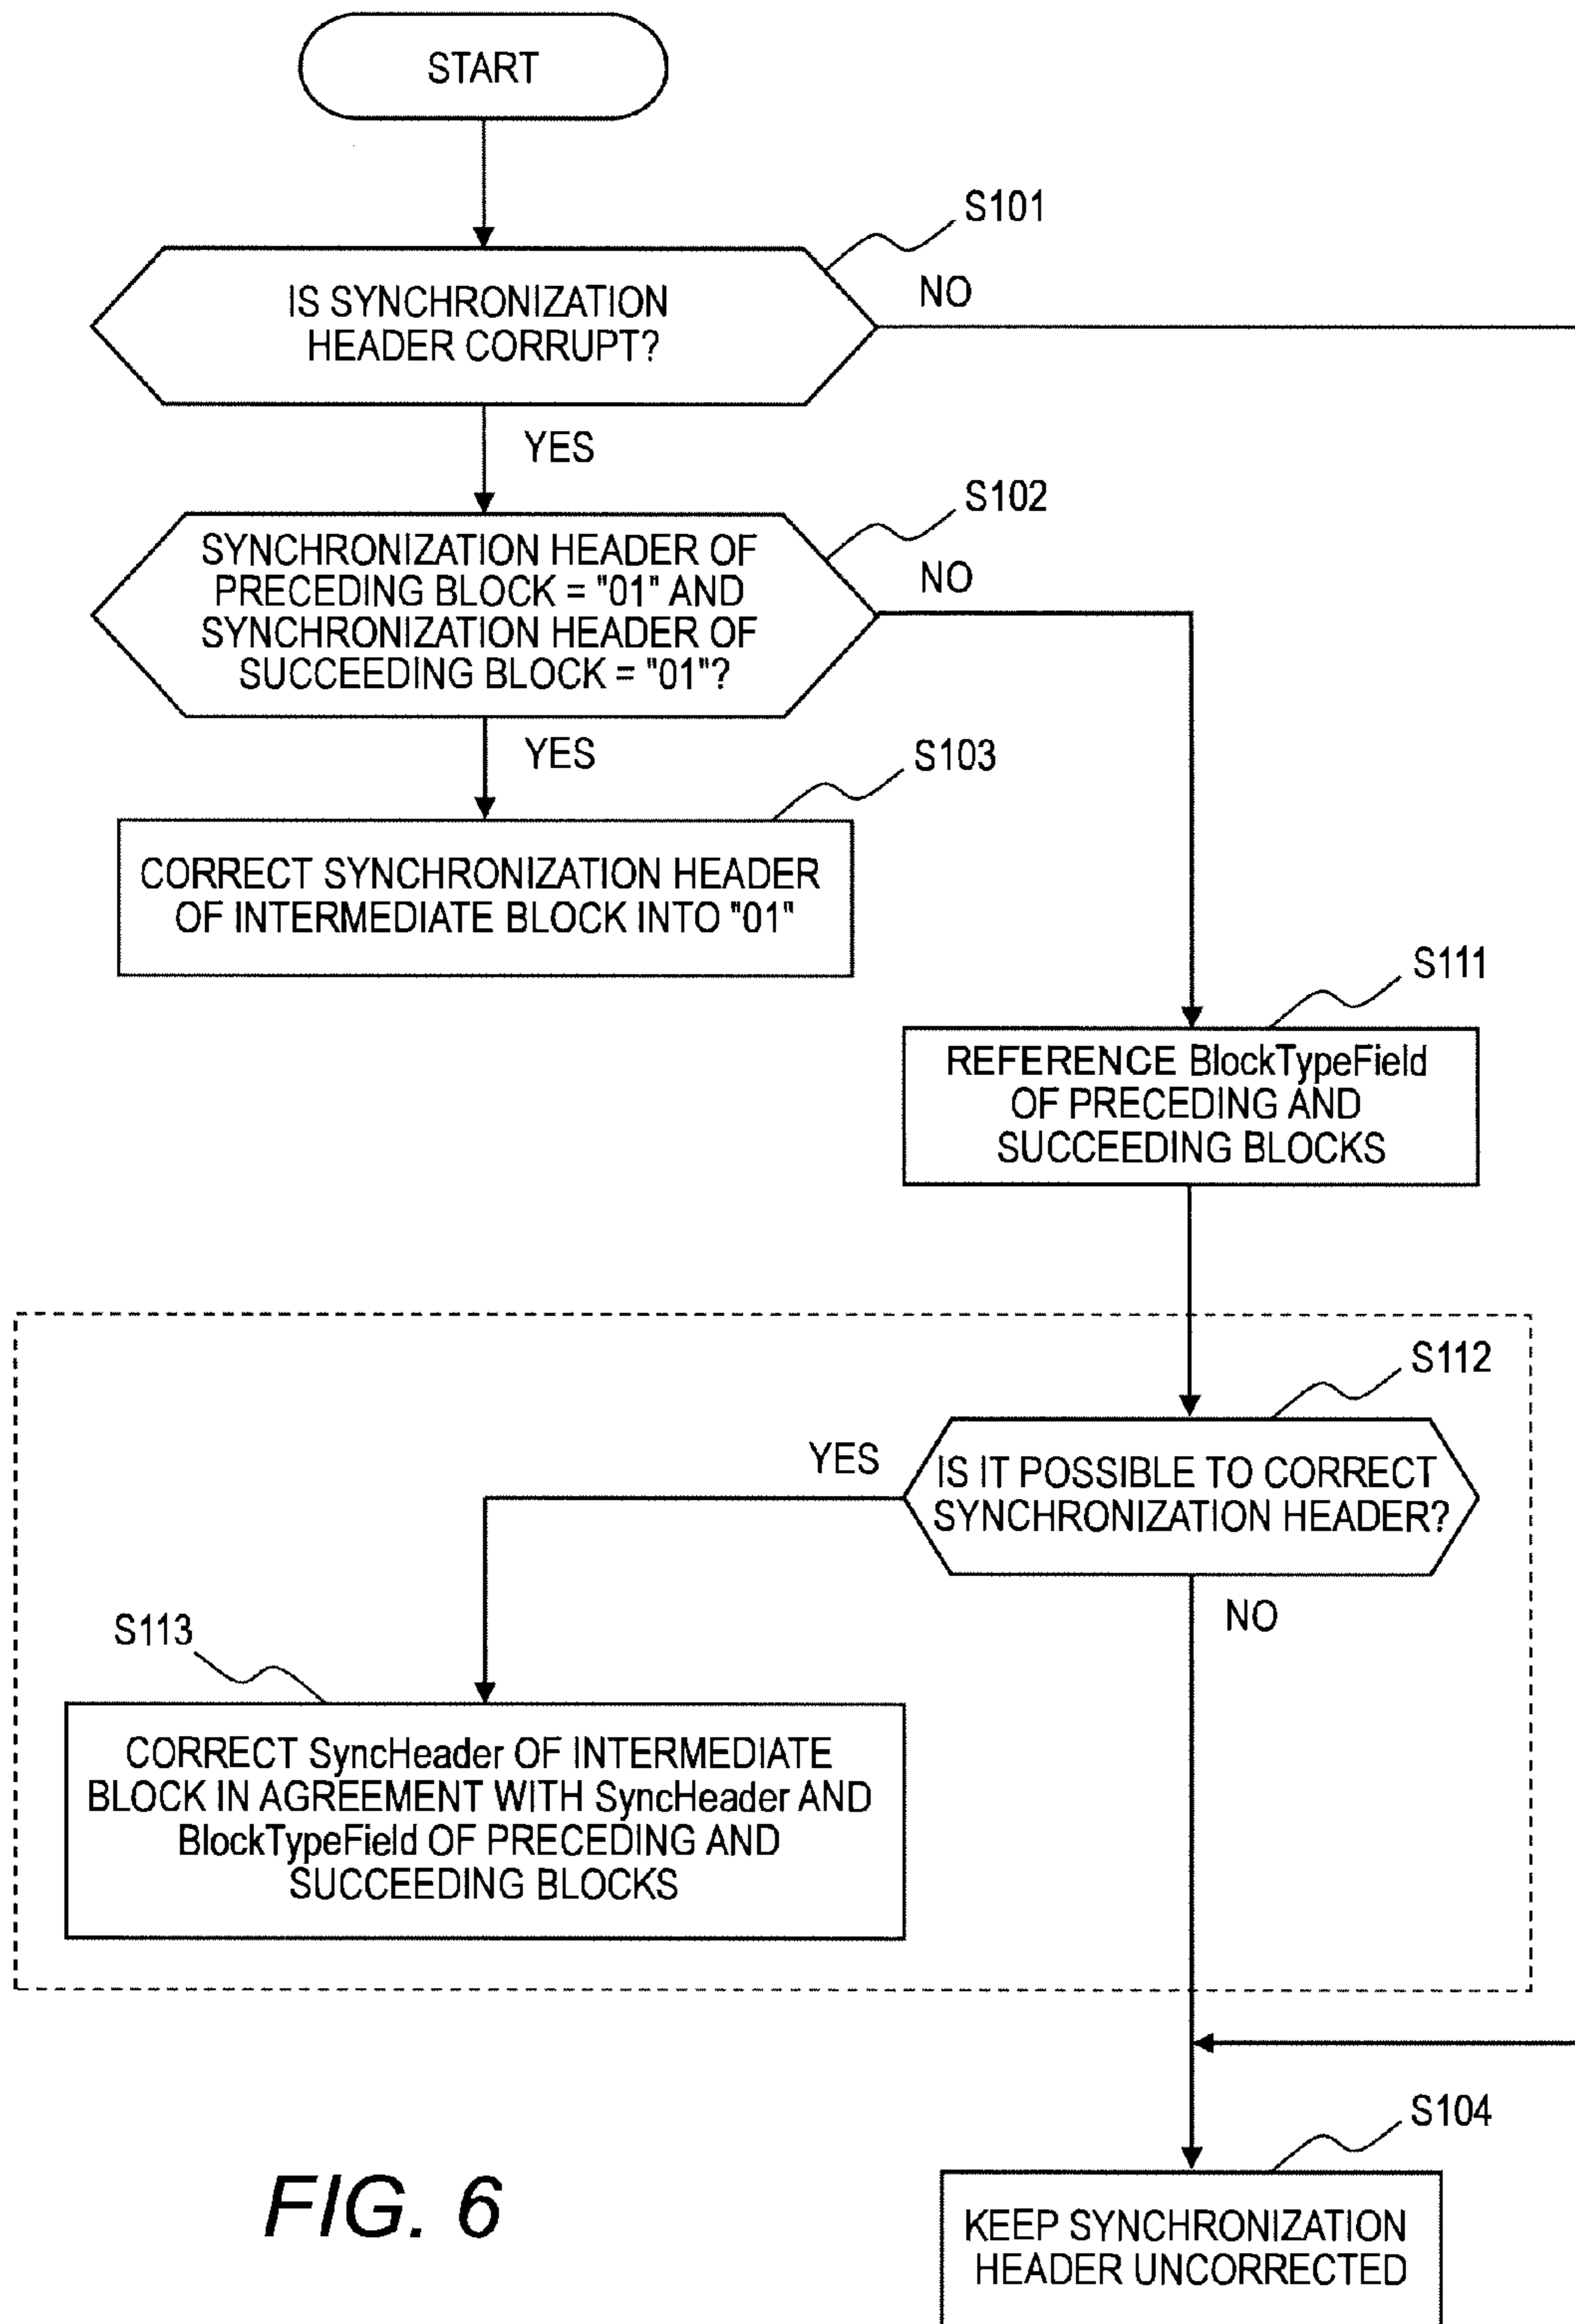 START
S101
IS SYNCHRONIZATION
HEADER CORRUPT?
NO
YES
S102
SYNCHRONIZATION HEADER OF
PRECEDING BLOCK = "01" AND
SYNCHRONIZATION HEADER OF
SUCCEEDING BLOCK = "01"?
NO
YES
S103
CORRECT SYNCHRONIZATION HEADER
OF INTERMEDIATE BLOCK INTO "01"
S111
REFERENCE BlockTypeField
OF PRECEDING AND
SUCCEEDING BLOCKS
S112
IS IT POSSIBLE TO CORRECT
SYNCHRONIZATION HEADER?
YES
NO
S113
CORRECT SyncHeader OF INTERMEDIATE
BLOCK IN AGREEMENT WITH SyncHeader AND
BlockTypeField OF PRECEDING AND
SUCCEEDING BLOCKS
S104
KEEP SYNCHRONIZATION
HEADER UNCORRECTED
FIG. 6